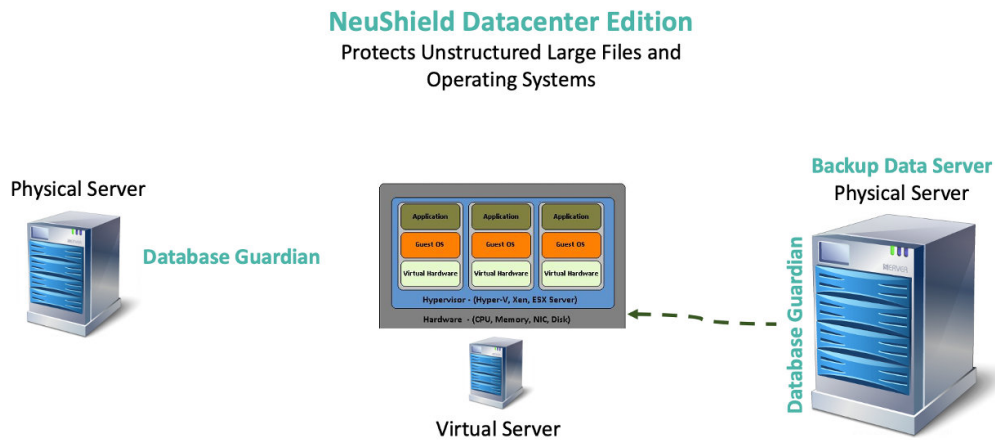 NeuShield Datacenter Edition
Protects Unstructured Large Files and
Operating Systems
Physical Server
Database Guardian
Application Application Application
Guest OS Guest OS Guest OS
Virtual Hardware Virtual Hardware Virtual Hardware
Hypervisor - (Hyper-V, Xen, ESX Server)
Hardware - (CPU, Memory, NIC, Disk)
Virtual Server
Backup Data Server
Physical Server
Database Guardian
SERVER